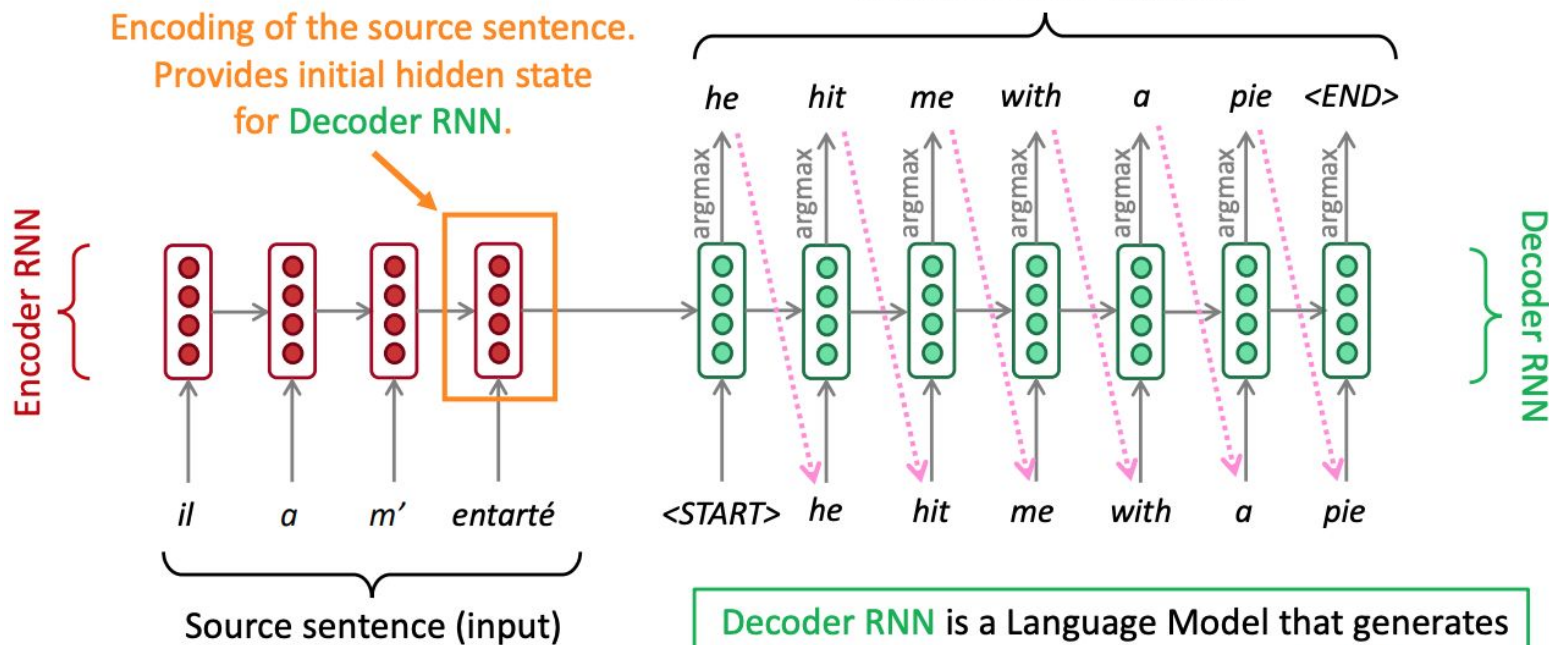 Encoding of the source sentence.
Provides initial hidden state
for Decoder RNN.
he hit me with a pie <END>
argmax argmax argmax argmax argmax argmax argmax
Encoder RNN
Decoder RNN
il a m’ entarté
<START> he hit me with a pie
Source sentence (input)
Decoder RNN is a Language Model that generates